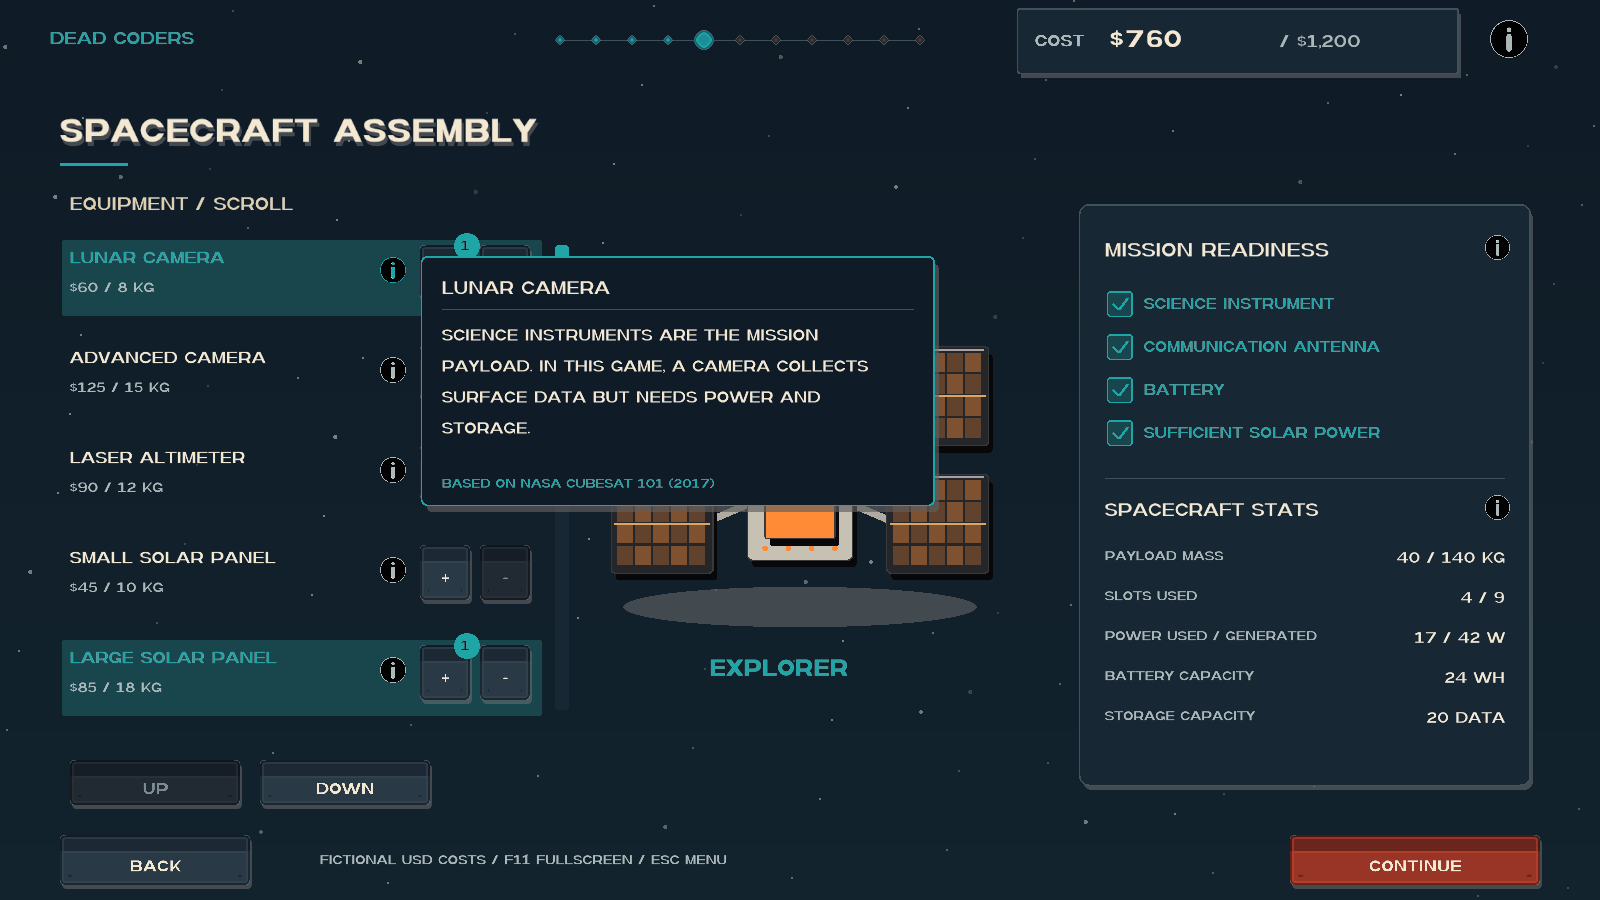 DEAD CODERS
COST $760 / $1,200
SPACECRAFT ASSEMBLY
EQUIPMENT / SCROLL
LUNAR CAMERA
$60 / 8 KG
1
ADVANCED CAMERA
$125 / 15 KG
LASER ALTIMETER
$90 / 12 KG
SMALL SOLAR PANEL
$45 / 10 KG
+ -
LARGE SOLAR PANEL
$85 / 18 KG
1
+ -
UP DOWN
BACK
LUNAR CAMERA
SCIENCE INSTRUMENTS ARE THE MISSION
PAYLOAD. IN THIS GAME, A CAMERA COLLECTS
SURFACE DATA BUT NEEDS POWER AND
STORAGE.
BASED ON NASA CUBESAT 101 (2017)
EXPLORER
MISSION READINESS
SCIENCE INSTRUMENT
COMMUNICATION ANTENNA
BATTERY
SUFFICIENT SOLAR POWER
SPACECRAFT STATS
PAYLOAD MASS 40 / 140 KG
SLOTS USED 4 / 9
POWER USED / GENERATED 17 / 42 W
BATTERY CAPACITY 24 WH
STORAGE CAPACITY 20 DATA
FICTIONAL USD COSTS / F11 FULLSCREEN / ESC MENU
CONTINUE